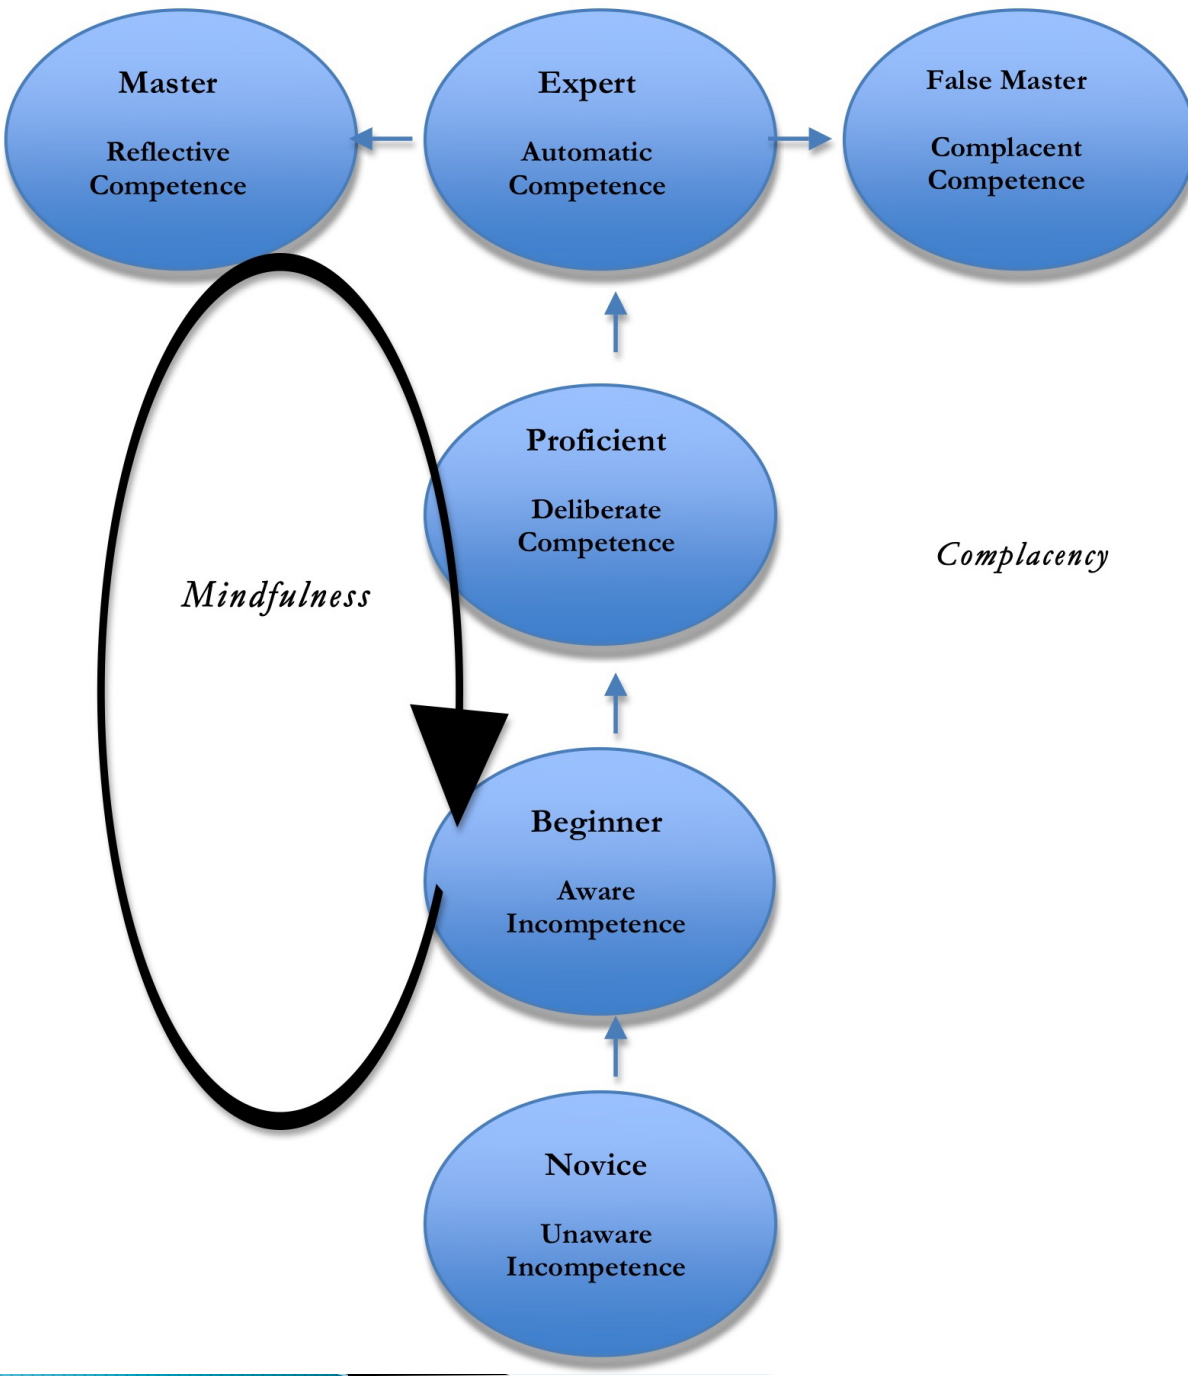 Master
Reflective
Competence
Expert
Automatic
Competence
False Master
Complacent
Competence
Proficient
Deliberate
Competence
Mindfulness
Complacency
Beginner
Aware
Incompetence
Novice
Unaware
Incompetence